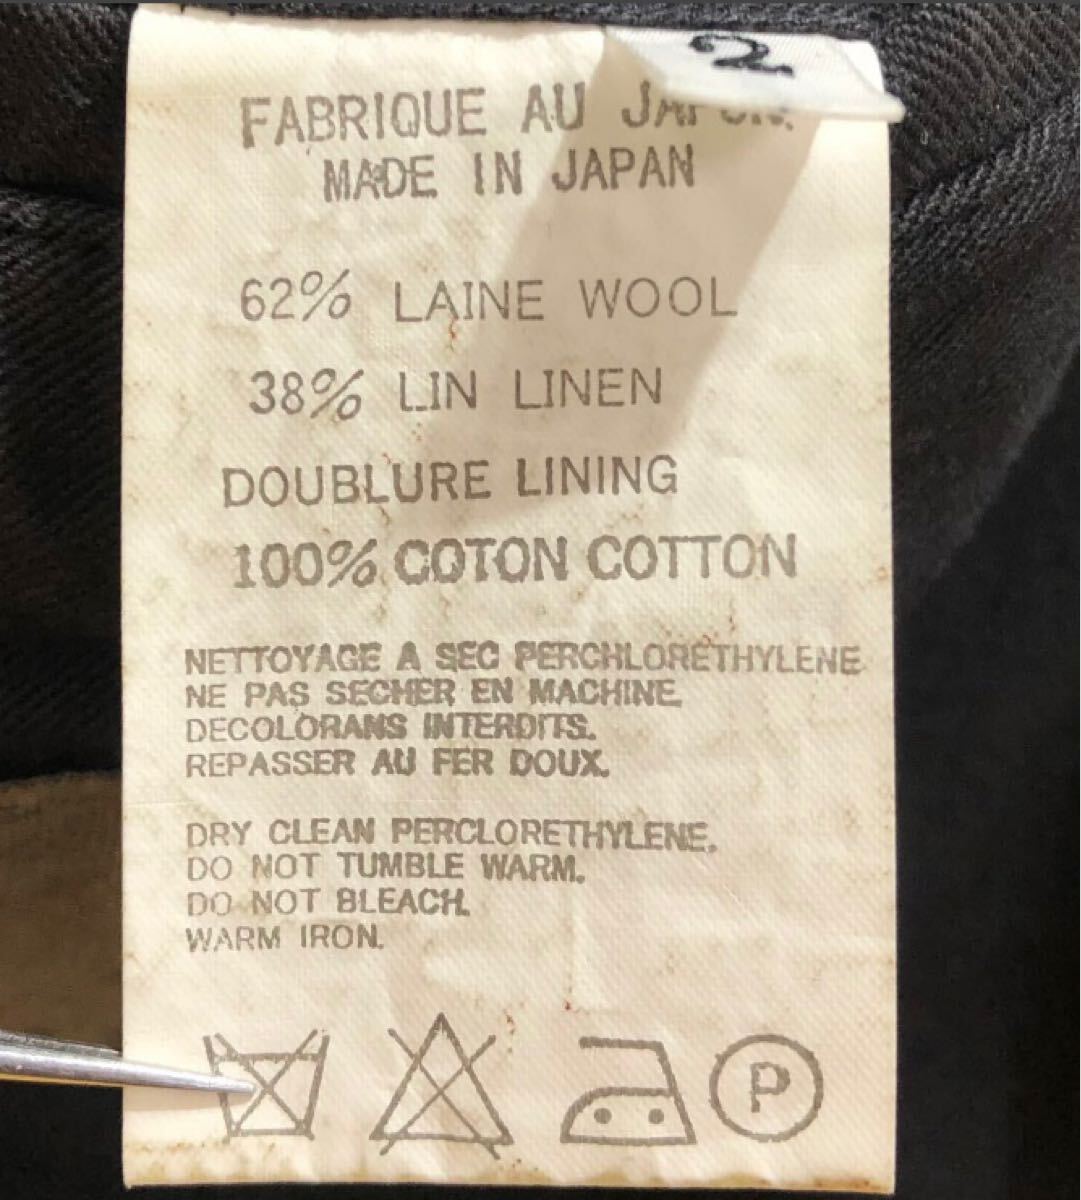 2
FABRIQUE AU JAPON.
MADE IN JAPAN
62% LAINE WOOL
38% LIN LINEN
DOUBLURE LINING
100% COTON COTTON
NETTOYAGE A SEC PERCHLORETHYLENE
NE PAS SECHER EN MACHINE.
DECOLORANS INTERDITS.
REPASSER AU FER DOUX.
DRY CLEAN PERCLORETHYLENE.
DO NOT TUMBLE WARM.
DO NOT BLEACH.
WARM IRON.
P